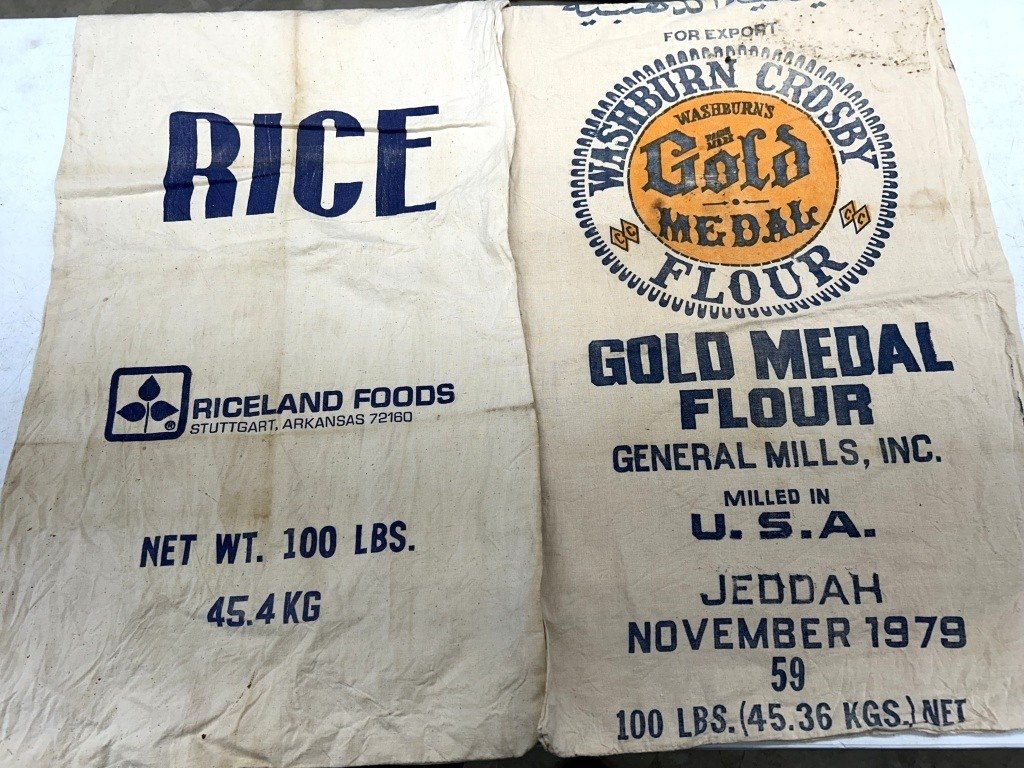 RICE
RICELAND FOODS
STUTTGART, ARKANSAS 72160
®
NET WT. 100 LBS.
45.4 KG
FOR EXPORT
WASHBURN CROSBY
WASHBURN'S
Gold
MEDAL
C C
C C
FLOUR
GOLD MEDAL
FLOUR
GENERAL MILLS, INC.
MILLED IN
U.S.A.
JEDDAH
NOVEMBER 1979
59
100 LBS. (45.36 KGS.) NET